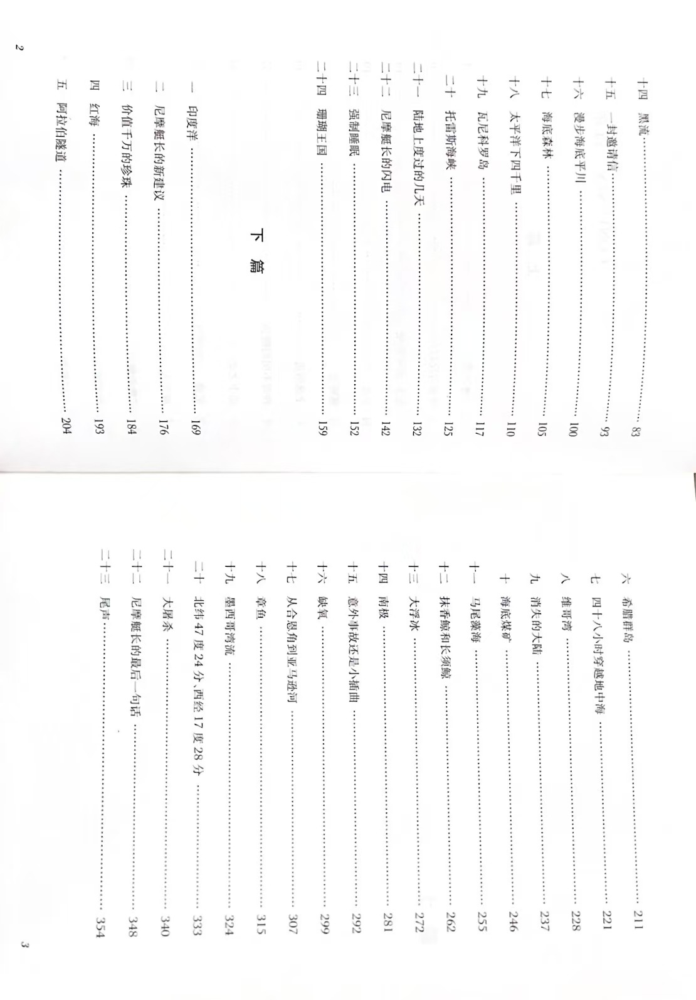 十四 黑流 83
十五 一封邀请信 93
十六 漫步海底平川 100
十七 海底森林 105
十八 太平洋下四千里 110
十九 瓦尼科罗岛 117
二十 托雷斯海峡 125
二十一 陆地上度过的几天 132
二十二 尼摩艇长的闪电 142
二十三 强制睡眠 152
二十四 珊瑚王国 159
下篇
一 印度洋 169
二 尼摩艇长的新建议 176
三 价值千万的珍珠 184
四 红海 193
五 阿拉伯隧道 204
2
六 希腊群岛 211
七 四十八小时穿越地中海 221
八 维哥湾 228
九 消失的大陆 237
十 海底煤矿 246
十一 马尾藻海 255
十二 抹香鲸和长须鲸 262
十三 大浮冰 272
十四 南极 281
十五 意外事故还是小插曲 292
十六 缺氧 299
十七 从合恩角到亚马逊河 307
十八 章鱼 315
十九 墨西哥湾流 324
二十 北纬47度24分、西经17度28分 333
二十一 大屠杀 340
二十二 尼摩艇长的最后一句话 348
二十三 尾声 354
3